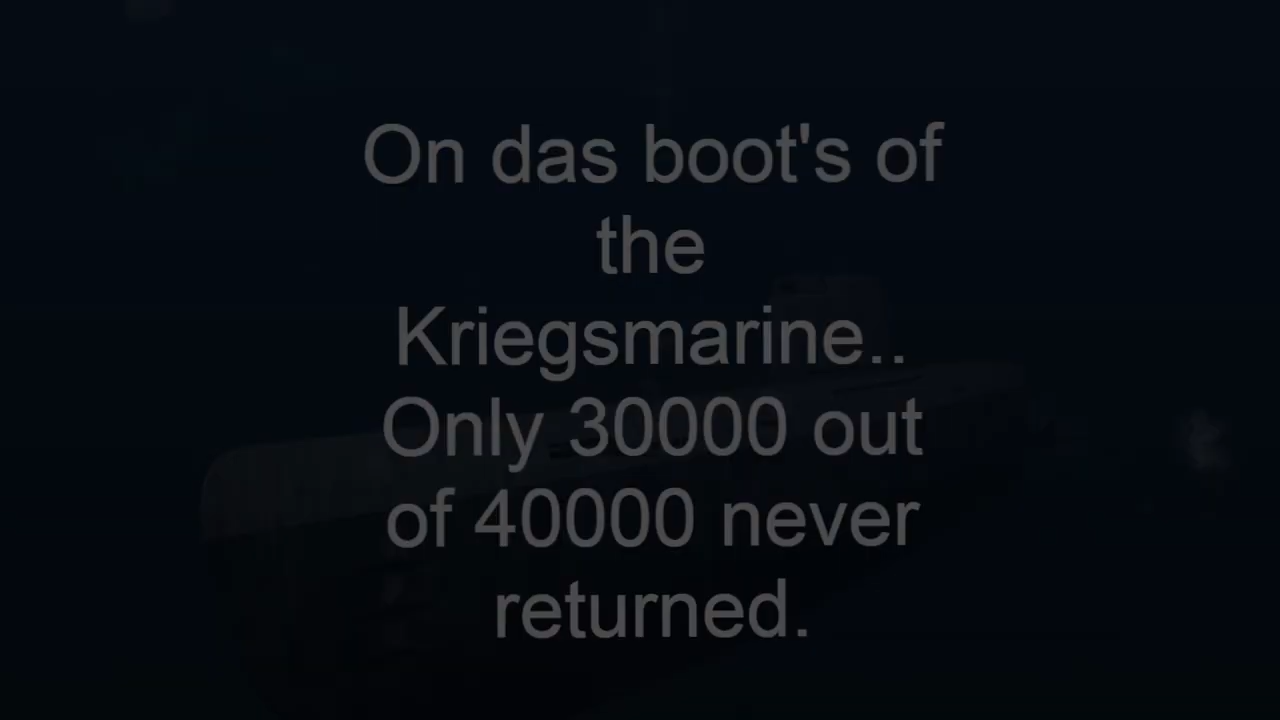 On das boot's of
the
Kriegsmarine..
Only 30000 out
of 40000 never
returned.